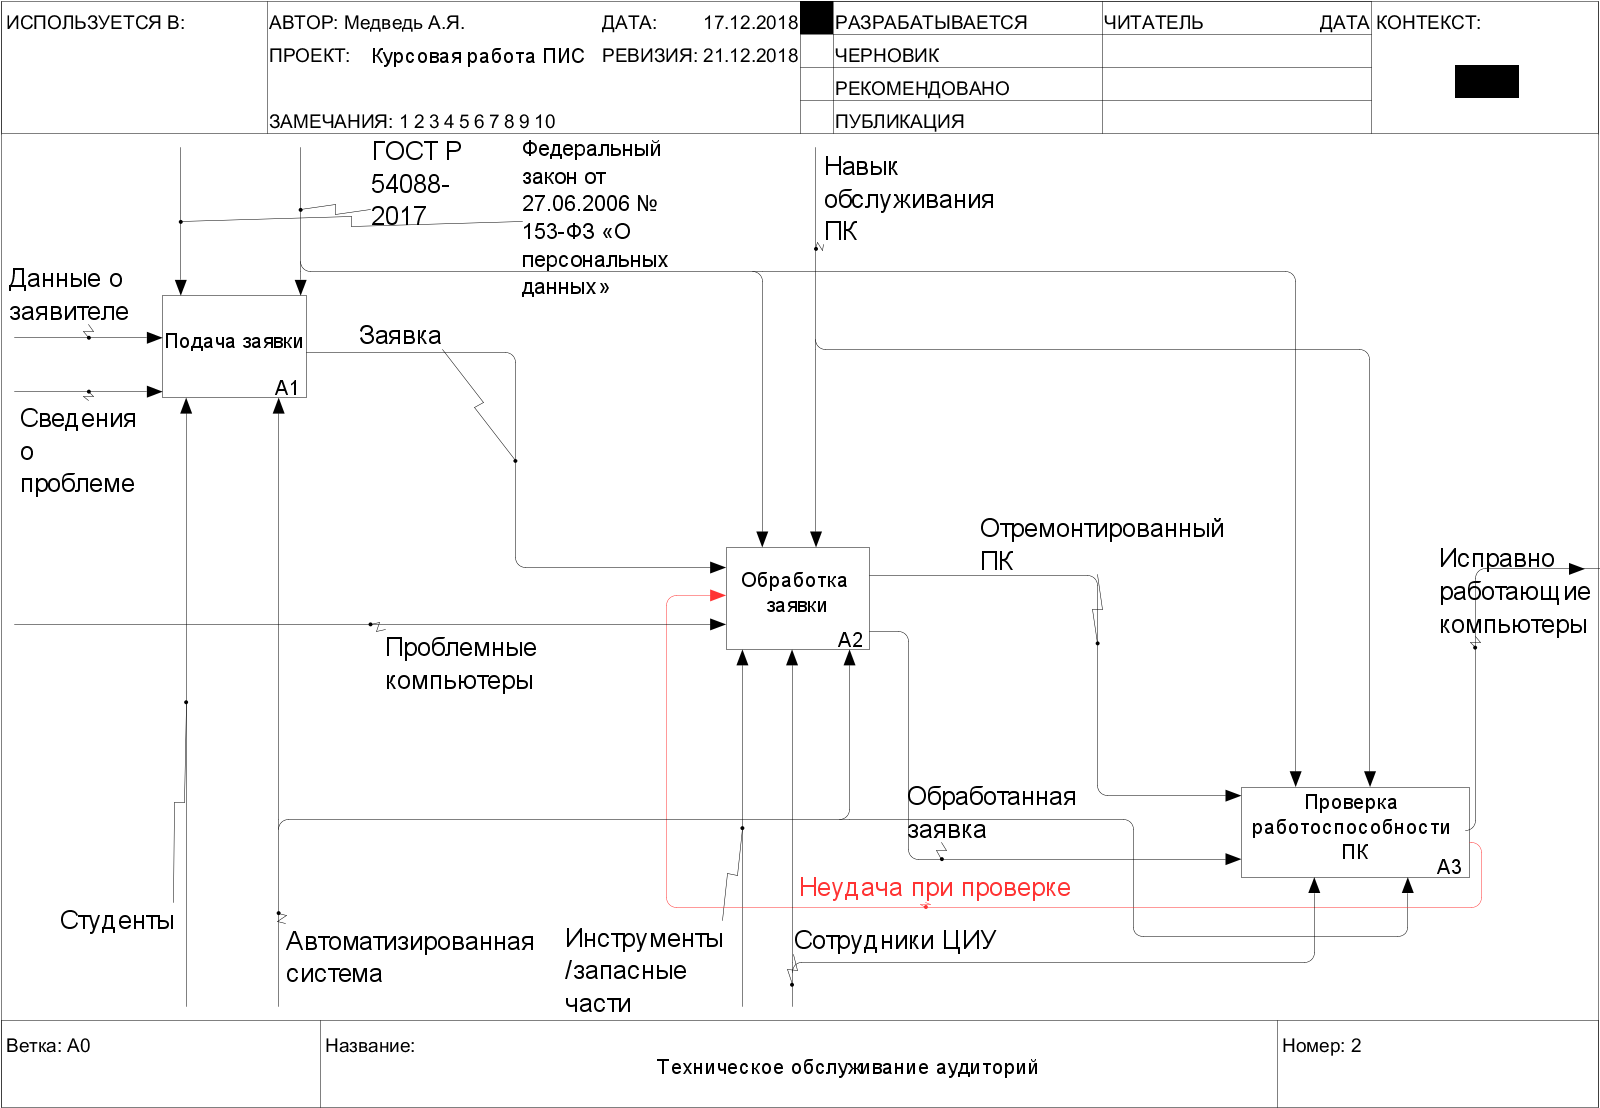 ИСПОЛЬЗУЕТСЯ В:
АВТОР: Медведь А.Я.
ДАТА: 17.12.2018
РАЗРАБАТЫВАЕТСЯ
ЧИТАТЕЛЬ
ДАТА
КОНТЕКСТ:
ПРОЕКТ: Курсовая работа ПИС
РЕВИЗИЯ: 21.12.2018
ЧЕРНОВИК
РЕКОМЕНДОВАНО
ЗАМЕЧАНИЯ: 1 2 3 4 5 6 7 8 9 10
ПУБЛИКАЦИЯ
ГОСТ Р
54088-
2017
Федеральный
закон от
27.06.2006 №
153-ФЗ «О
персональных
данных»
Навык
обслуживания
ПК
Данные о
заявителе
Подача заявки
А1
Заявка
Сведения
о
проблеме
Отремонтированный
ПК
Исправно
работающие
компьютеры
Обработка
заявки
А2
Проблемные
компьютеры
Обработанная
заявка
Проверка
работоспособности
ПК
А3
Неудача при проверке
Студенты
Автоматизированная
система
Инструменты
/запасные
части
Сотрудники ЦИУ
Ветка: А0
Название:
Техническое обслуживание аудиторий
Номер: 2